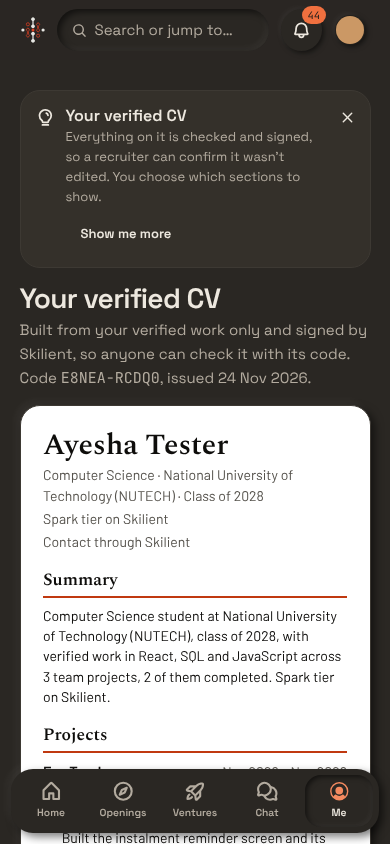 Search or jump to...
44
Your verified CV
Everything on it is checked and signed,
so a recruiter can confirm it wasn't
edited. You choose which sections to
show.
Show me more
Your verified CV
Built from your verified work only and signed by
Skilient, so anyone can check it with its code.
Code E8NEA-RCDQ0, issued 24 Nov 2026.
Ayesha Tester
Computer Science · National University of
Technology (NUTECH) · Class of 2028
Spark tier on Skilient
Contact through Skilient
Summary
Computer Science student at National University
of Technology (NUTECH), class of 2028, with
verified work in React, SQL and JavaScript across
3 team projects, 2 of them completed. Spark tier
on Skilient.
Projects
Home
Openings
Ventures
Chat
Me
Built the instalment reminder screen and its